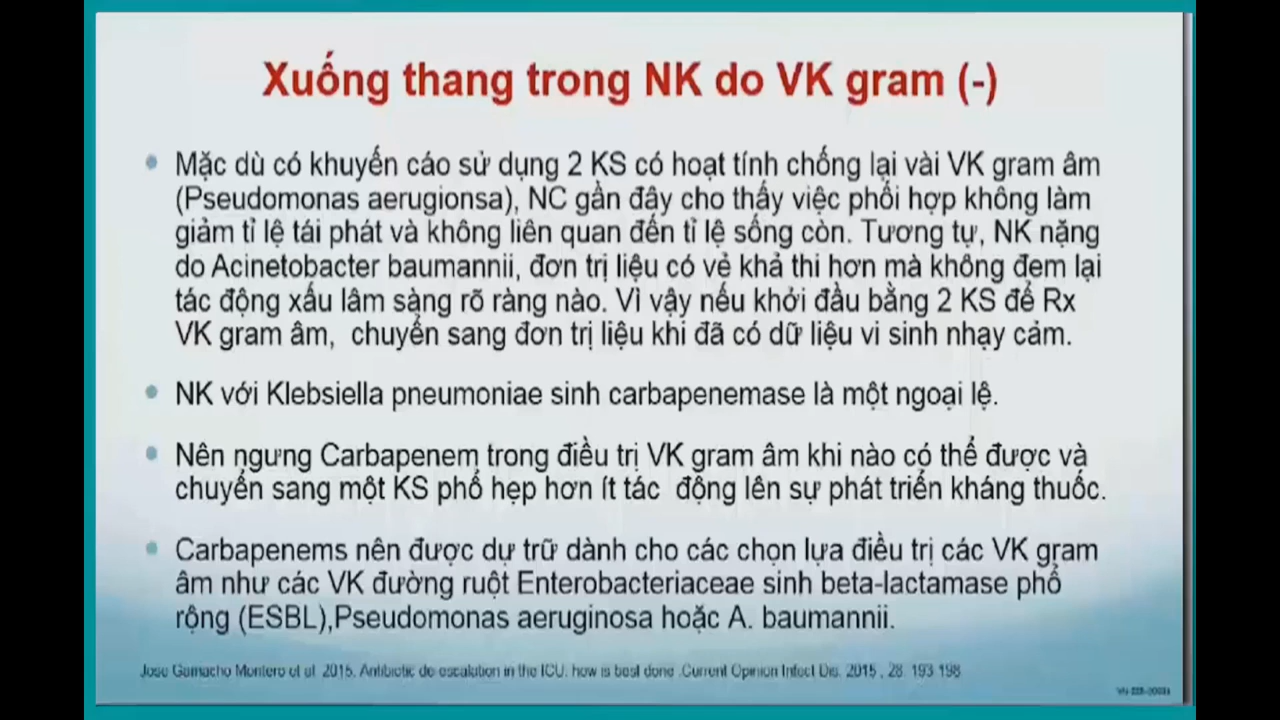 Xuống thang trong NK do VK gram (-)
Mặc dù có khuyến cáo sử dụng 2 KS có hoạt tính chống lại vài VK gram âm
(Pseudomonas aerugionsa), NC gần đây cho thấy việc phối hợp không làm
giảm tỉ lệ tái phát và không liên quan đến tỉ lệ sống còn. Tương tự, NK nặng
do Acinetobacter baumannii, đơn trị liệu có vẻ khả thi hơn mà không đem lại
tác động xấu lâm sàng rõ ràng nào. Vì vậy nếu khởi đầu bằng 2 KS để Rx
VK gram âm, chuyển sang đơn trị liệu khi đã có dữ liệu vi sinh nhạy cảm.
NK với Klebsiella pneumoniae sinh carbapenemase là một ngoại lệ.
Nên ngưng Carbapenem trong điều trị VK gram âm khi nào có thể được và
chuyển sang một KS phổ hẹp hơn ít tác động lên sự phát triển kháng thuốc.
Carbapenems nên được dự trữ dành cho các chọn lựa điều trị các VK gram
âm như các VK đường ruột Enterobacteriaceae sinh beta-lactamase phổ
rộng (ESBL),Pseudomonas aeruginosa hoặc A. baumannii.
Jose Gamacho Montero et al. 2015. Antibiotic de escalation in the ICU: how is best done .Current Opinion Infect Dis. 2015 , 28. 193 198